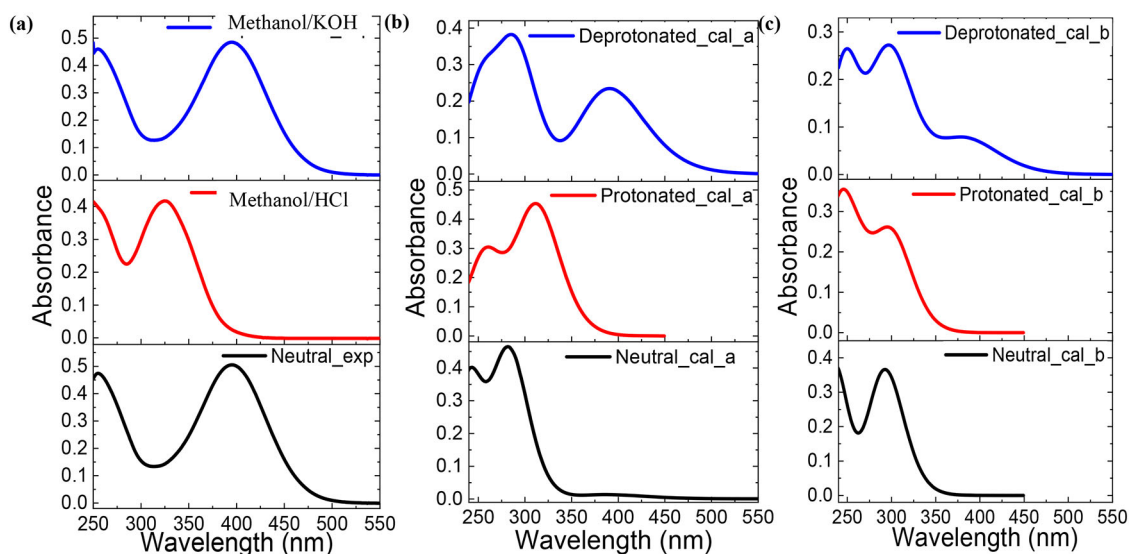 (a)
Methanol/KOH
0.5
0.4
0.3
0.2
0.1
0.0
Methanol/HCl
0.4
0.3
0.2
0.1
0.0
Neutral_exp
0.5
0.4
0.3
0.2
0.1
0.0
250 300 350 400 450 500 550
Wavelength (nm)
Absorbance
(b)
Deprotonated_cal_a
0.4
0.3
0.2
0.1
0.0
Protonated_cal_a
0.5
0.4
0.3
0.2
0.1
0.0
Neutral_cal_a
0.4
0.3
0.2
0.1
0.0
250 300 350 400 450 500 550
Wavelength (nm)
Absorbance
(c)
Deprotonated_cal_b
0.3
0.2
0.1
0.0
Protonated_cal_b
0.3
0.2
0.1
0.0
Neutral_cal_b
0.4
0.3
0.2
0.1
0.0
250 300 350 400 450 500 550
Wavelength (nm)
Absorbance